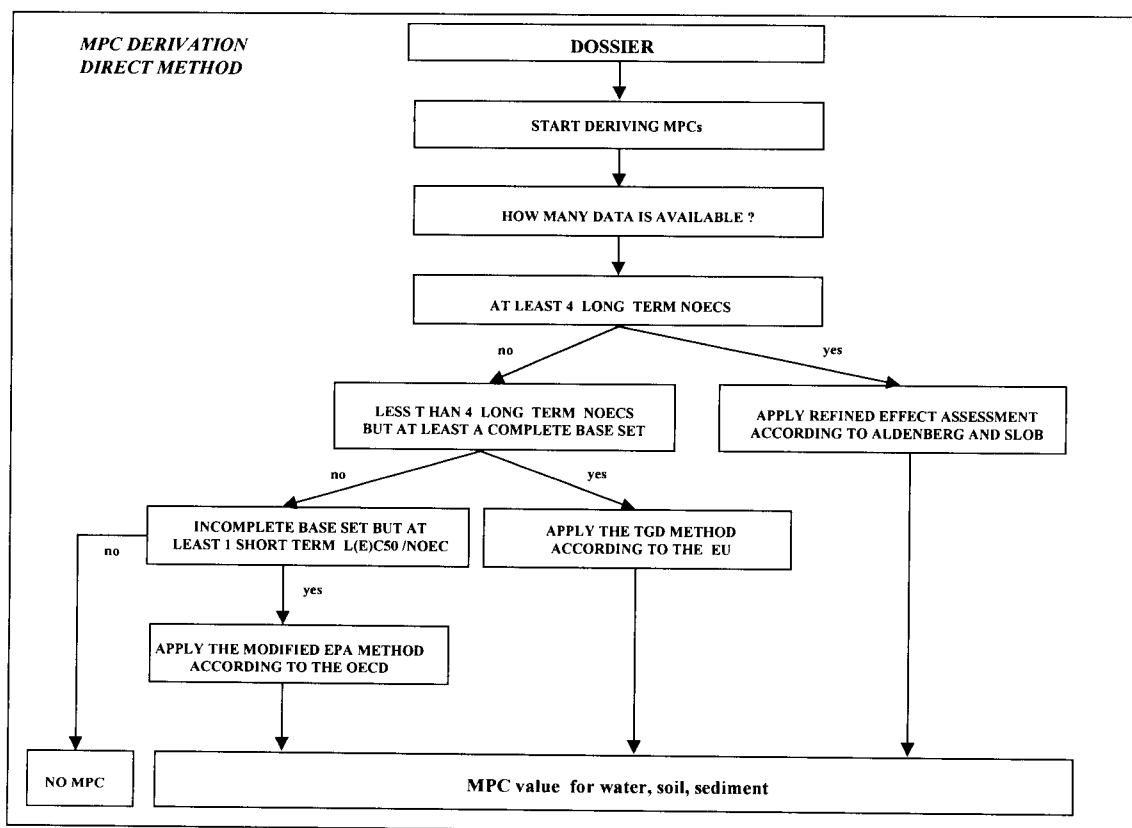 MPC DERIVATION
DIRECT METHOD
DOSSIER
START DERIVING MPCs
HOW MANY DATA IS AVAILABLE ?
AT LEAST 4 LONG TERM NOECS
no
yes
LESS T HAN 4 LONG TERM NOECS
BUT AT LEAST A COMPLETE BASE SET
APPLY REFINED EFFECT ASSESSMENT
ACCORDING TO ALDENBERG AND SLOB
no
yes
INCOMPLETE BASE SET BUT AT
LEAST 1 SHORT TERM L(E)C50 /NOEC
APPLY THE TGD METHOD
ACCORDING TO THE EU
no
yes
APPLY THE MODIFIED EPA METHOD
ACCORDING TO THE OECD
NO MPC
MPC value for water, soil, sediment